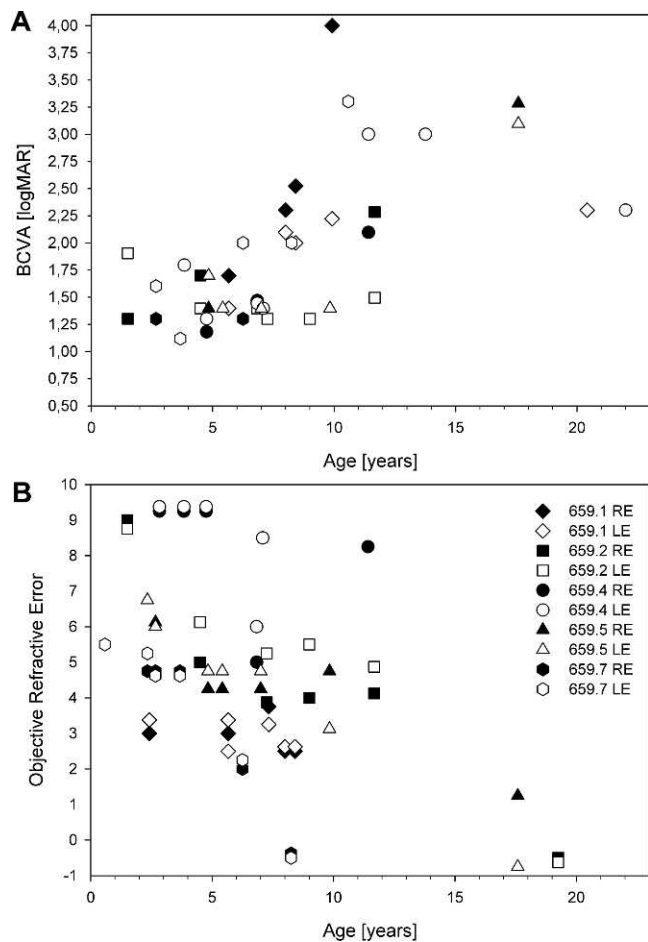 A
4,00
3,75
3,50
3,25
3,00
2,75
2,50
2,25
2,00
1,75
1,50
1,25
1,00
0,75
0,50
BCVA [logMAR]
0 5 10 15 20
Age [years]
B
10
9
8
7
6
5
4
3
2
1
0
-1
Objective Refractive Error
659.1 RE
659.1 LE
659.2 RE
659.2 LE
659.4 RE
659.4 LE
659.5 RE
659.5 LE
659.7 RE
659.7 LE
0 5 10 15 20
Age [years]